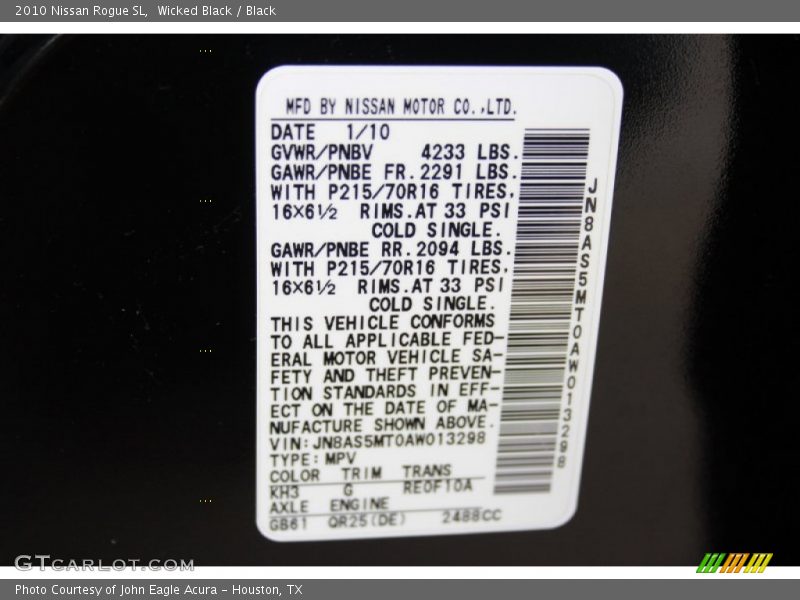 2010 Nissan Rogue SL,  Wicked Black / Black
MFD BY NISSAN MOTOR CO.,LTD.
DATE 1/10
GVWR/PNBV 4233 LBS.
GAWR/PNBE FR. 2291 LBS.
WITH P215/70R16 TIRES,
16×6½ RIMS.AT 33 PSI
COLD SINGLE.
GAWR/PNBE RR. 2094 LBS.
WITH P215/70R16 TIRES,
16×6½ RIMS.AT 33 PSI
COLD SINGLE.
THIS VEHICLE CONFORMS
TO ALL APPLICABLE FED-
ERAL MOTOR VEHICLE SA-
FETY AND THEFT PREVEN-
TION STANDARDS IN EFF-
ECT ON THE DATE OF MA-
NUFACTURE SHOWN ABOVE.
VIN:JN8AS5MT0AW013298
TYPE:MPV
COLOR TRIM TRANS
KH3 G RE0F10A
AXLE ENGINE
GB61 QR25(DE) 2488CC
JN8AS5MT0AW013298
GTCARLOT.COM
Photo Courtesy of John Eagle Acura - Houston, TX